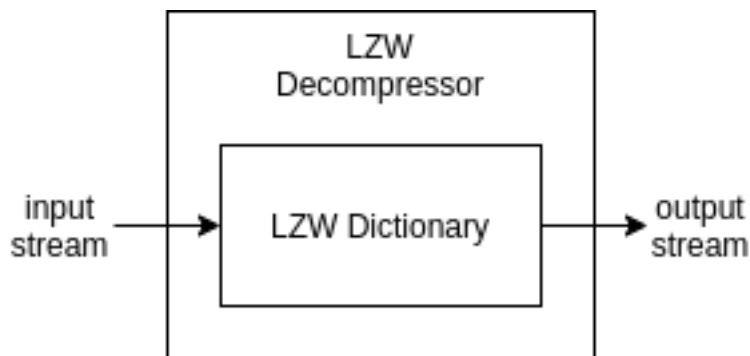 LZW
Decompressor
input
stream
LZW Dictionary
output
stream